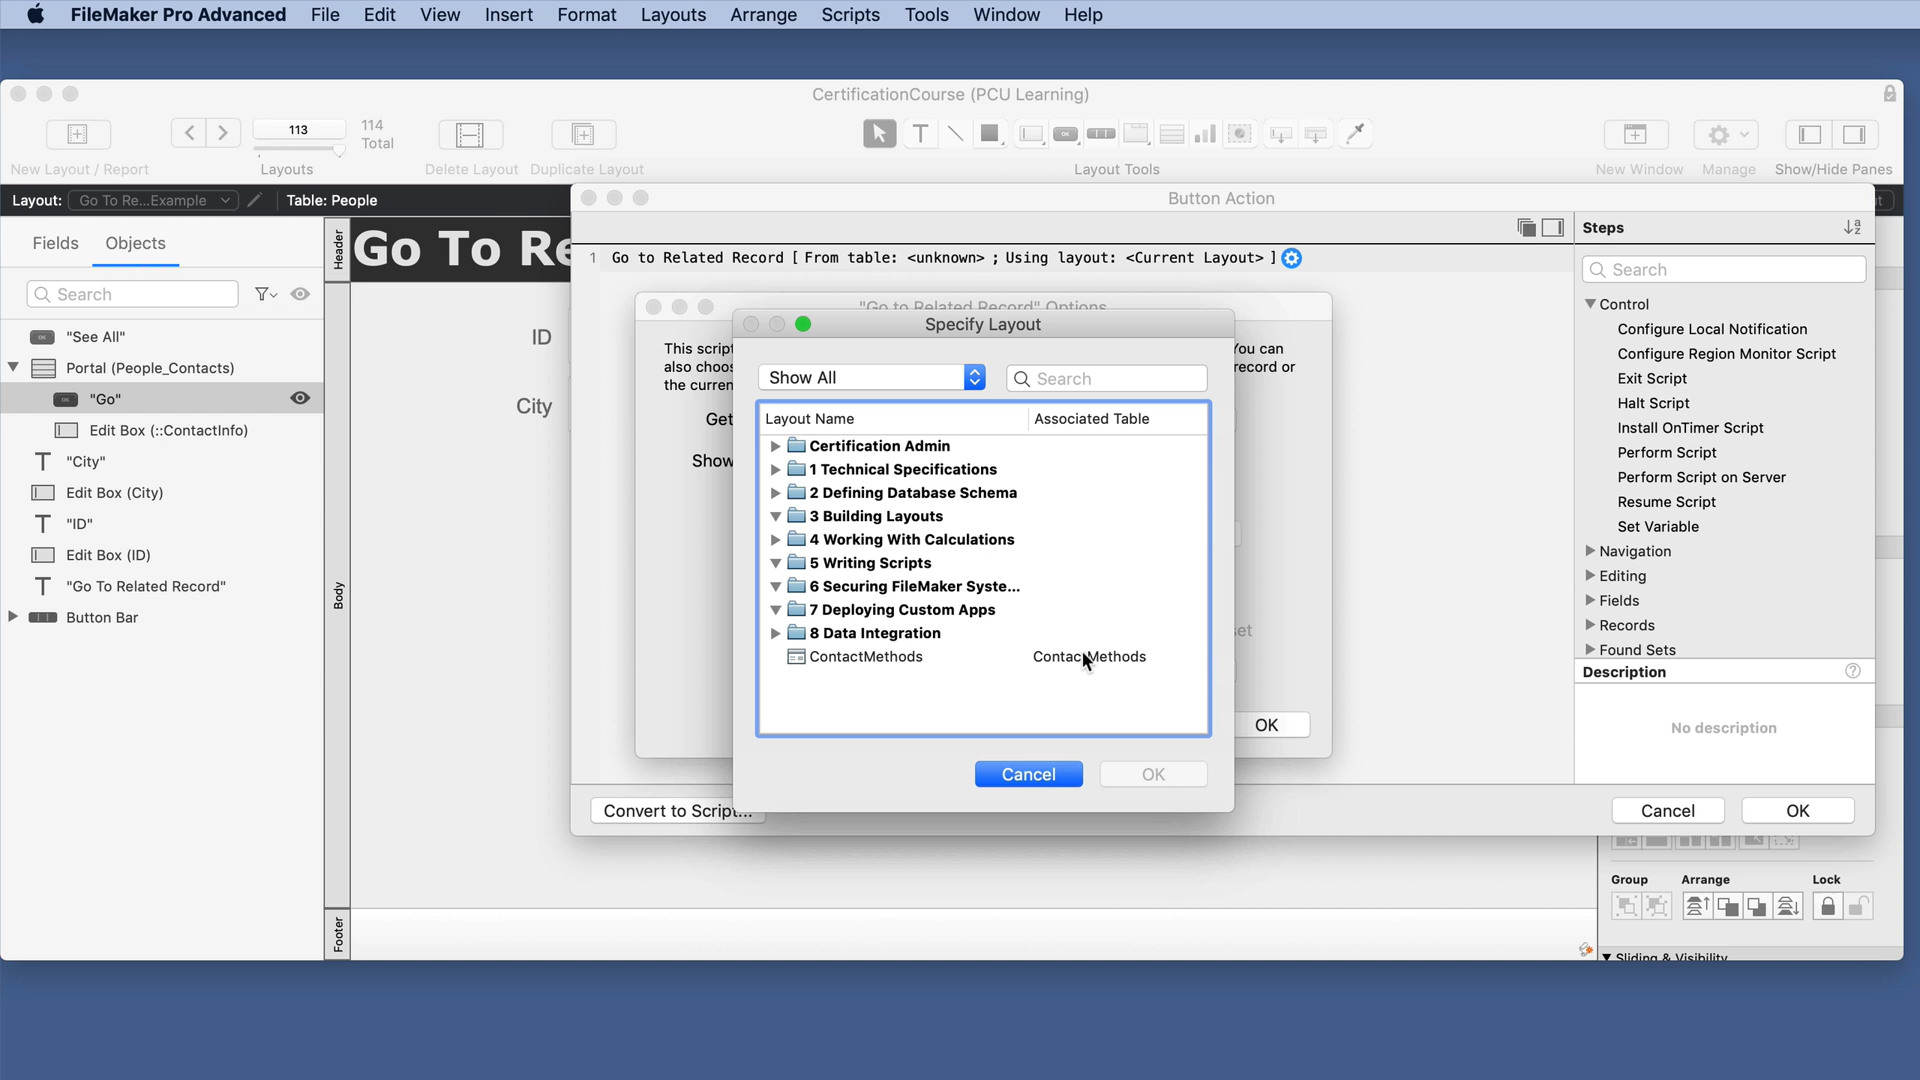 FileMaker Pro Advanced File Edit View Insert Format Layouts Arrange Scripts Tools Window Help
CertificationCourse (PCU Learning)
113
114
Total
New Layout / Report
Layouts
Delete Layout
Duplicate Layout
Layout Tools
New Window
Manage
Show/Hide Panes
Layout: Go To Re...Example
Table: People
Fields
Objects
Search
"See All"
Portal (People_Contacts)
"Go"
Edit Box (::ContactInfo)
"City"
Edit Box (City)
"ID"
Edit Box (ID)
"Go To Related Record"
Button Bar
Header
Body
Footer
Go To Re
ID
City
Button Action
1 Go to Related Record [ From table: <unknown> ; Using layout: <Current Layout> ]
"Go to Related Record" Options
This script
also choos
the curren
You can
record or
Get
Show
set
OK
Specify Layout
Show All
Search
Layout Name
Associated Table
Certification Admin
1 Technical Specifications
2 Defining Database Schema
3 Building Layouts
4 Working With Calculations
5 Writing Scripts
6 Securing FileMaker Syste...
7 Deploying Custom Apps
8 Data Integration
ContactMethods
ContactMethods
Cancel
OK
Convert to Script...
Steps
Search
Control
Configure Local Notification
Configure Region Monitor Script
Exit Script
Halt Script
Install OnTimer Script
Perform Script
Perform Script on Server
Resume Script
Set Variable
Navigation
Editing
Fields
Records
Found Sets
Description
No description
Cancel
OK
Group
Arrange
Lock
Sliding & Visibility